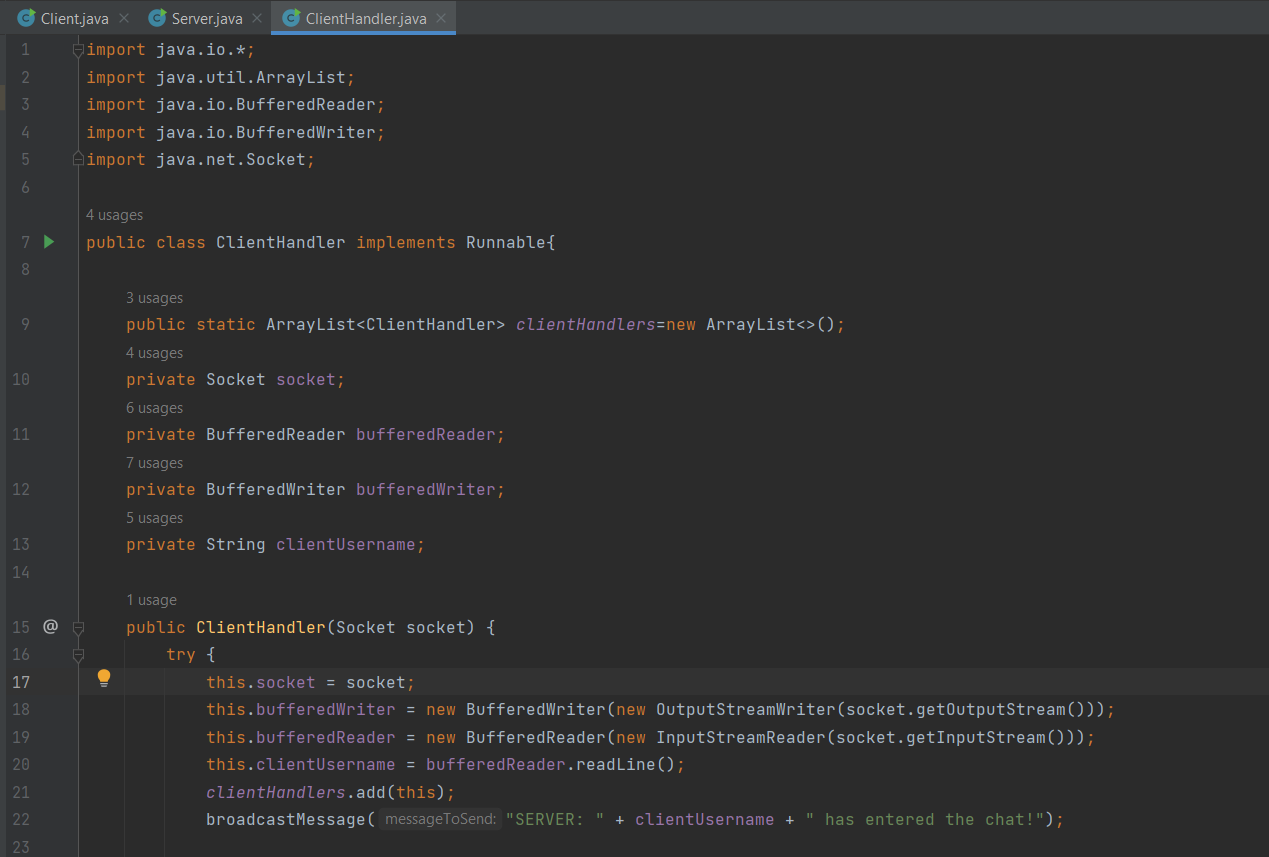 Client.java Server.java ClientHandler.java
1 import java.io.*;
2 import java.util.ArrayList;
3 import java.io.BufferedReader;
4 import java.io.BufferedWriter;
5 import java.net.Socket;
6
4 usages
7 public class ClientHandler implements Runnable{
8
3 usages
9 public static ArrayList<ClientHandler> clientHandlers=new ArrayList<>();
4 usages
10 private Socket socket;
6 usages
11 private BufferedReader bufferedReader;
7 usages
12 private BufferedWriter bufferedWriter;
5 usages
13 private String clientUsername;
14
1 usage
15 @ public ClientHandler(Socket socket) {
16 try {
17 this.socket = socket;
18 this.bufferedWriter = new BufferedWriter(new OutputStreamWriter(socket.getOutputStream()));
19 this.bufferedReader = new BufferedReader(new InputStreamReader(socket.getInputStream()));
20 this.clientUsername = bufferedReader.readLine();
21 clientHandlers.add(this);
22 broadcastMessage( messageToSend: "SERVER: " + clientUsername + " has entered the chat!");
23